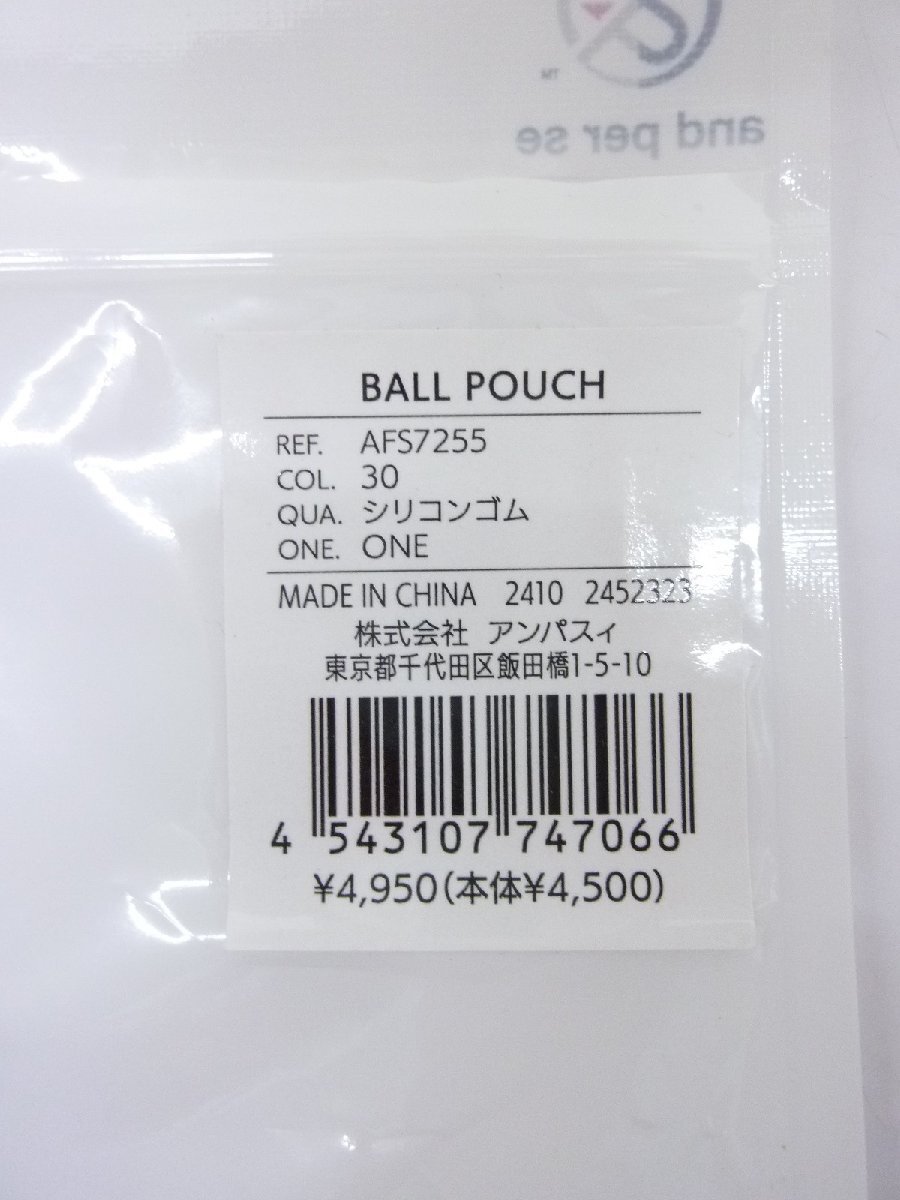 TM
and per se
BALL POUCH
REF. AFS7255
COL. 30
QUA. シリコンゴム
ONE. ONE
MADE IN CHINA 2410 2452323
株式会社 アンパスィ
東京都千代田区飯田橋1-5-10
4 543107 747066
¥4,950(本体¥4,500)